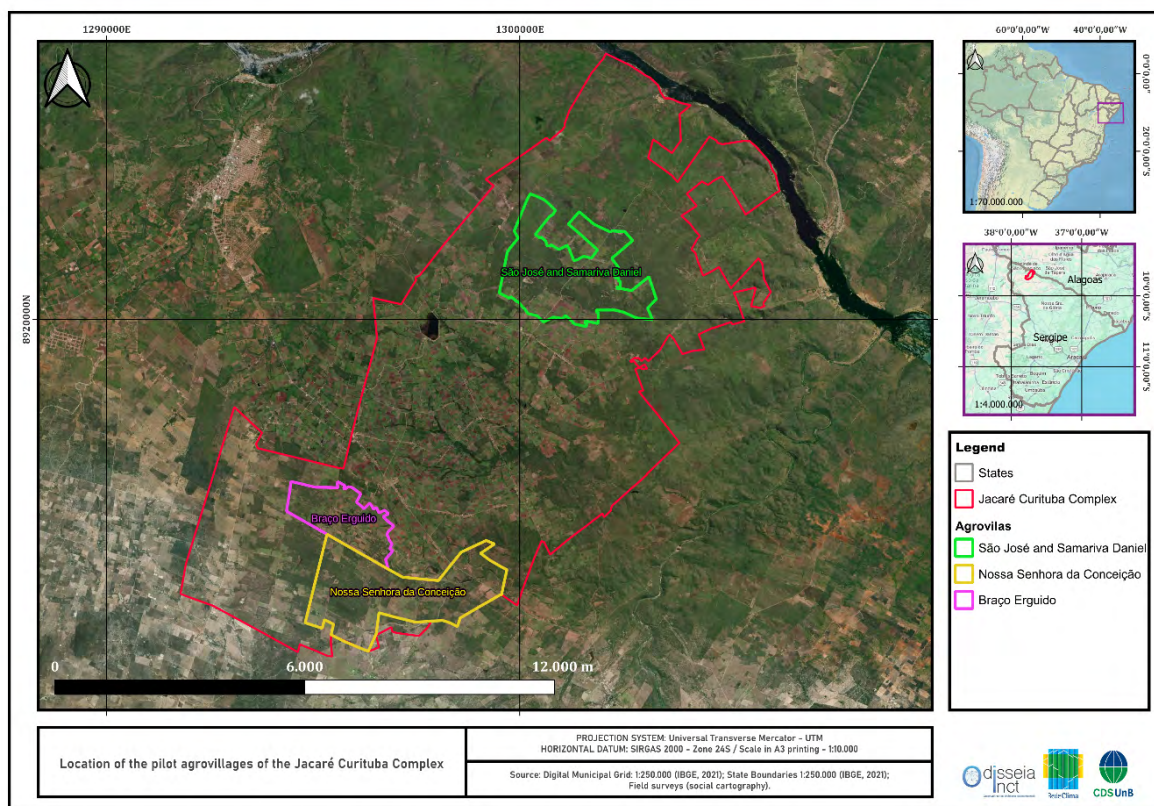 1290000E
1300000E
8920000N
São José and Samariva Daniel
Braço Erguido
Nossa Senhora da Conceição
0
6.000
12.000 m
60°0'0,00"W
40°0'0,00"W
0°0'0,00"
20°0'0,00"S
1:70.000.000
38°0'0,00"W
37°0'0,00"W
10°0'0,00"S
11°0'0,00"S
Alagoas
Sergipe
1:4.000.000
Legend
States
Jacaré Curituba Complex
Agrovilas
São José and Samariva Daniel
Nossa Senhora da Conceição
Braço Erguido
Location of the pilot agrovillages of the Jacaré Curituba Complex
PROJECTION SYSTEM: Universal Transverse Mercator - UTM
HORIZONTAL DATUM: SIRGAS 2000 - Zone 24S / Scale in A3 printing - 1:10.000
Source: Digital Municipal Grid: 1:250.000 (IBGE, 2021); State Boundaries 1:250.000 (IBGE, 2021);
Field surveys (social cartography).
Odisseia
inct
CDS UnB